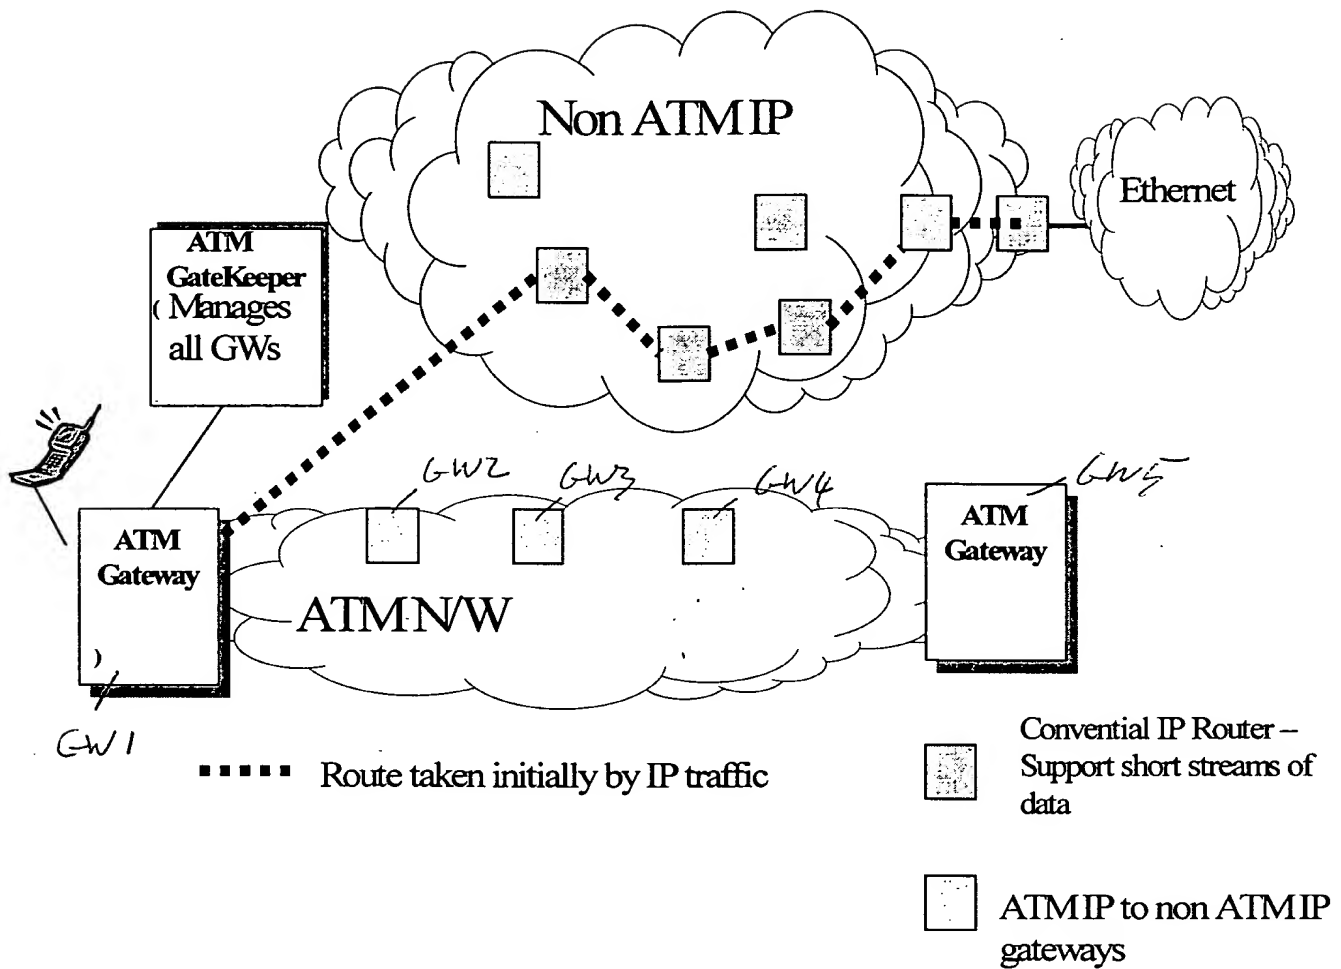 Non ATM IP
Ethernet
ATM
GateKeeper
( Manages
all GWs
GW2
GW3
GW4
GW5
ATM
Gateway
)
ATM
Gateway
ATM N/W
GW1
Route taken initially by IP traffic
Convential IP Router –
Support short streams of
data
ATM IP to non ATM IP
gateways